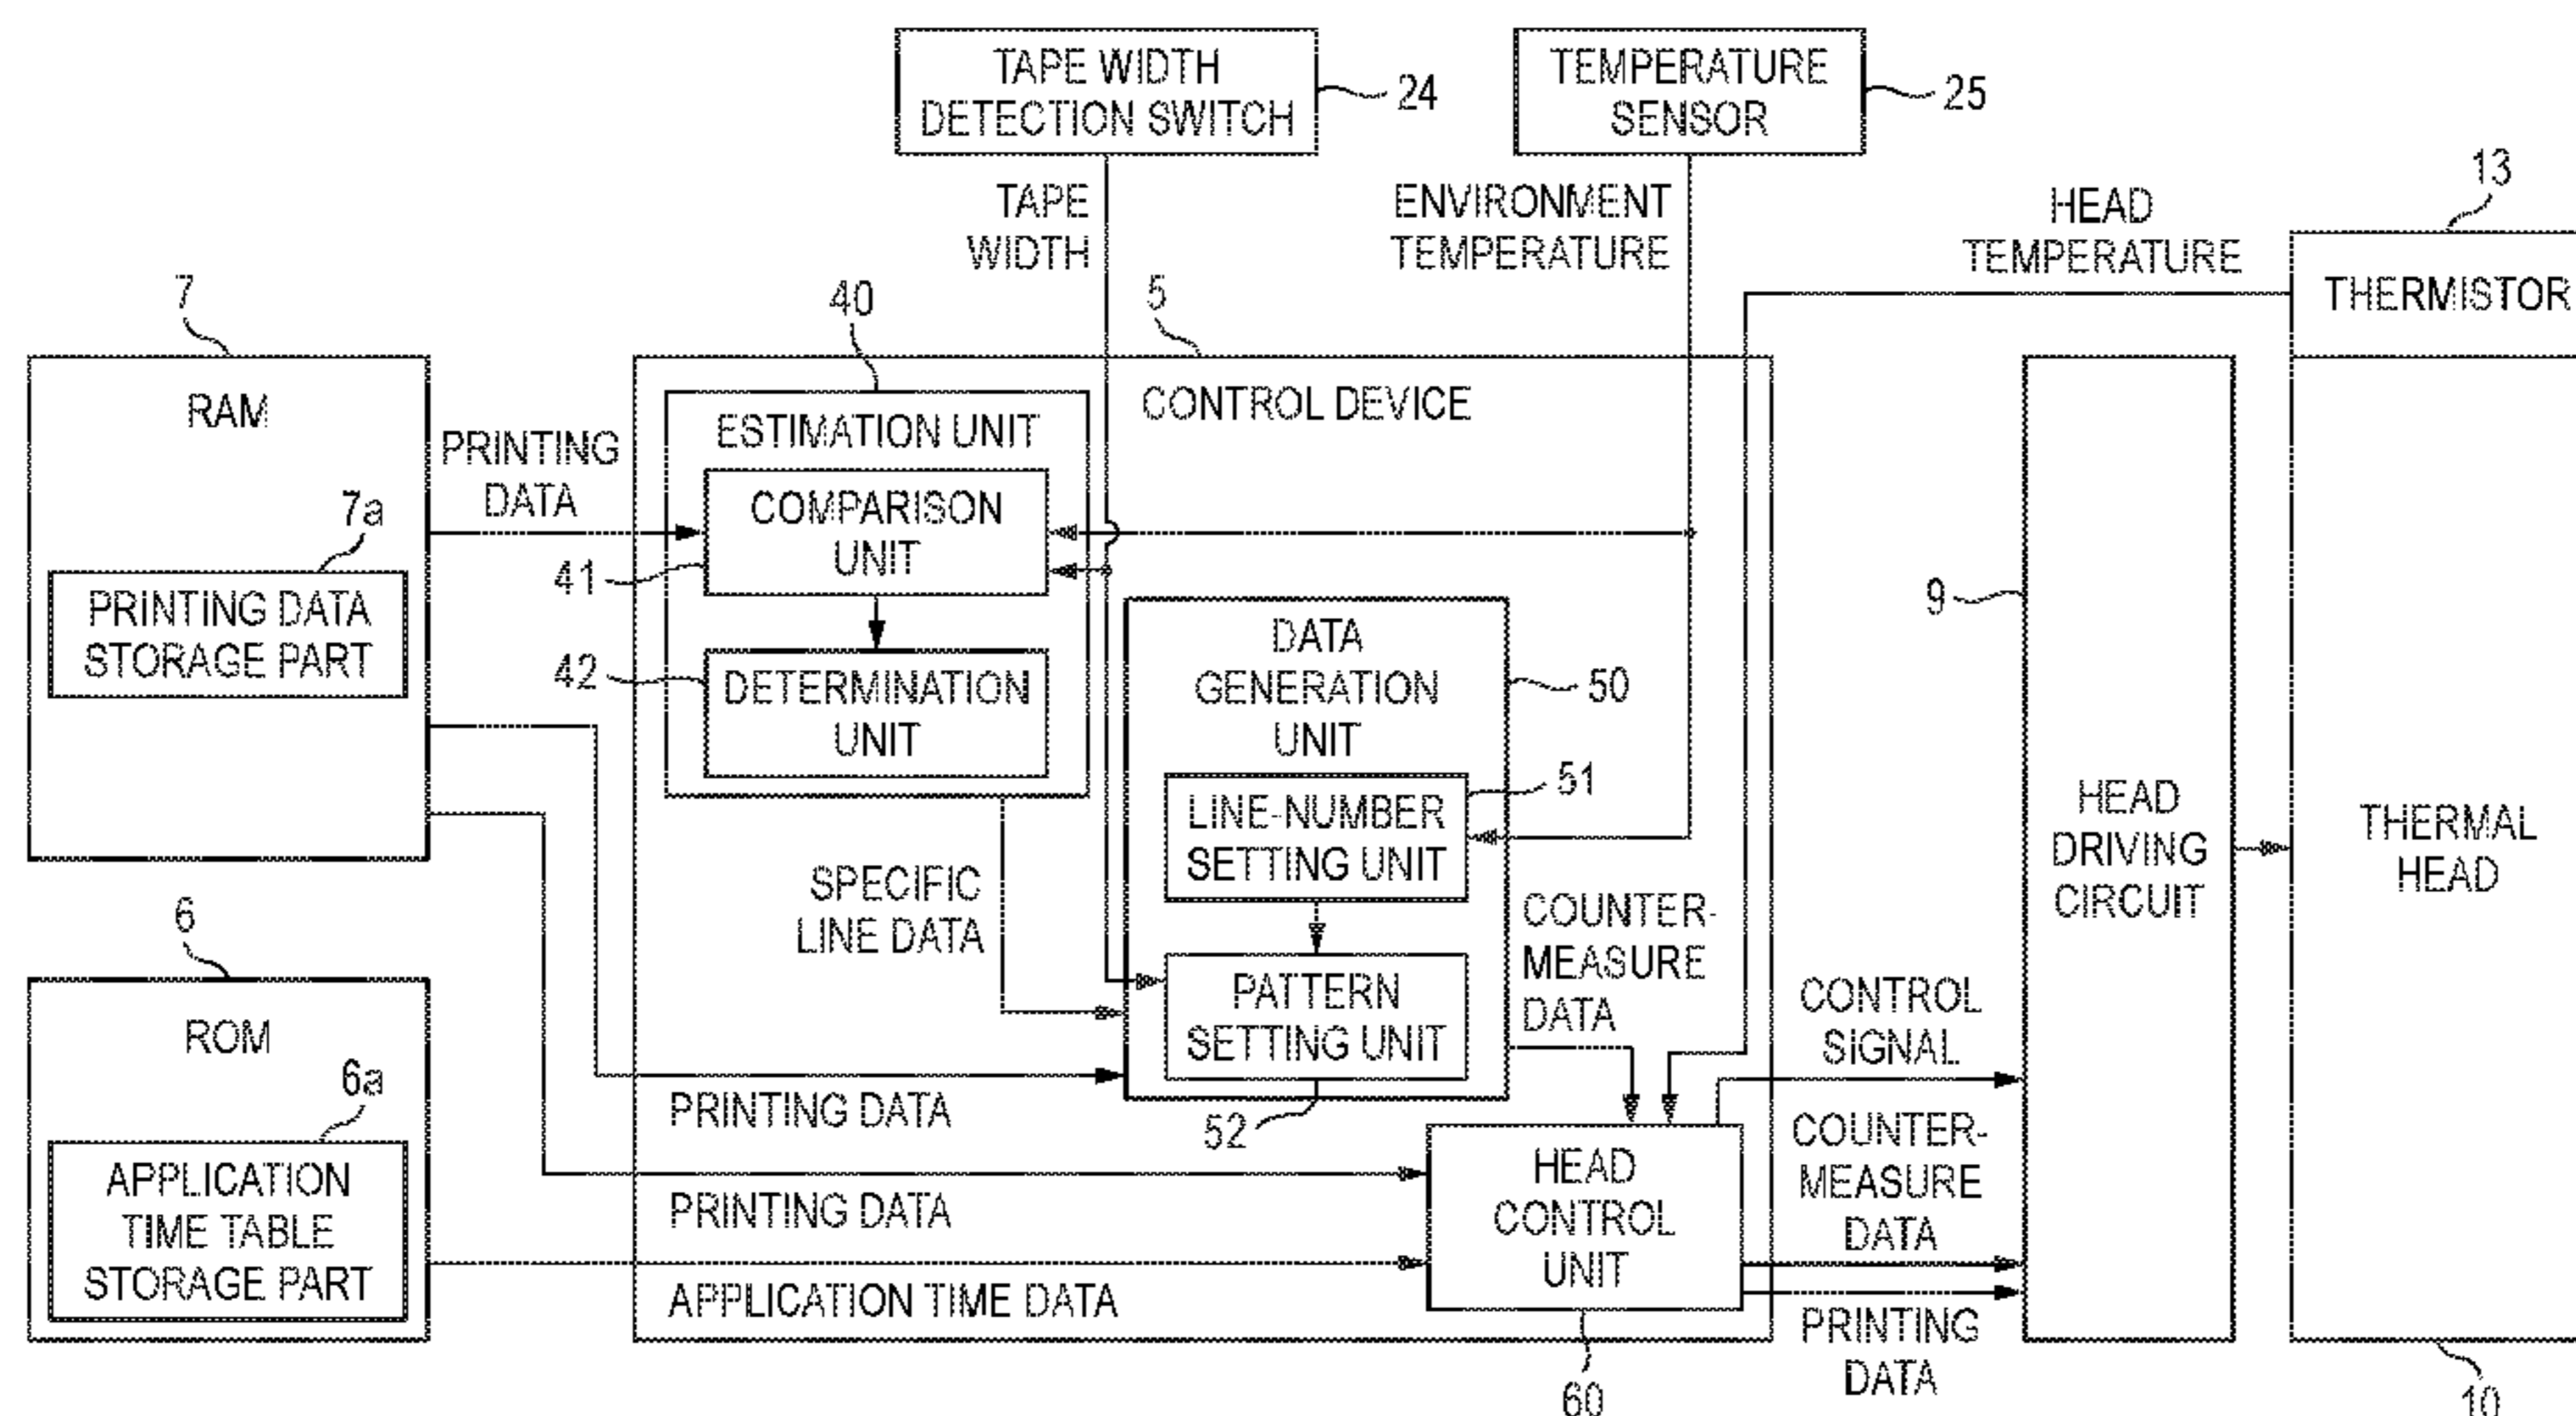 TAPE WIDTH
DETECTION SWITCH
24
TEMPERATURE
SENSOR
25
TAPE
WIDTH
ENVIRONMENT
TEMPERATURE
HEAD
TEMPERATURE
13
THERMISTOR
7
RAM
7a
PRINTING DATA
STORAGE PART
PRINTING
DATA
40
5
CONTROL DEVICE
ESTIMATION UNIT
COMPARISON
UNIT
41
DETERMINATION
UNIT
42
DATA
GENERATION
UNIT
50
LINE-NUMBER
SETTING UNIT
51
PATTERN
SETTING UNIT
52
SPECIFIC
LINE DATA
COUNTER-
MEASURE
DATA
6
ROM
6a
APPLICATION
TIME TABLE
STORAGE PART
PRINTING DATA
PRINTING DATA
APPLICATION TIME DATA
HEAD
CONTROL
UNIT
60
CONTROL
SIGNAL
COUNTER-
MEASURE
DATA
PRINTING
DATA
9
HEAD
DRIVING
CIRCUIT
THERMAL
HEAD
10